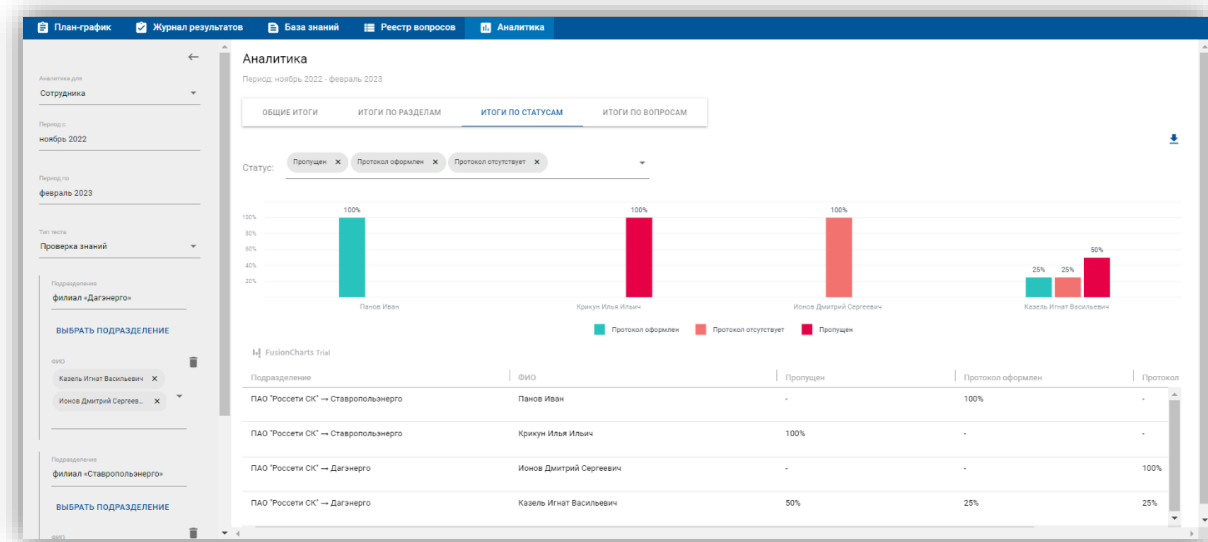 План-график Журнал результатов База знаний Реестр вопросов Аналитика
Аналитика для
Сотрудника
Период с
ноябрь 2022
Период по
февраль 2023
Тип теста
Проверка знаний
Подразделение
филиал «Дагэнерго»
ВЫБРАТЬ ПОДРАЗДЕЛЕНИЕ
ФИО
Казель Игнат Васильевич X
Ионов Дмитрий Сергеев... X
Подразделение
филиал «Ставропольэнерго»
ВЫБРАТЬ ПОДРАЗДЕЛЕНИЕ
ФИО
Аналитика
Период: ноябрь 2022 - февраль 2023
ОБЩИЕ ИТОГИ ИТОГИ ПО РАЗДЕЛАМ ИТОГИ ПО СТАТУСАМ ИТОГИ ПО ВОПРОСАМ
Статус: Пропущен X Протокол оформлен X Протокол отсутствует X
100% 100% 100%
100%
80%
60%
50%
40%
25% 25%
20%
Панов Иван Крикун Илья Ильич Ионов Дмитрий Сергеевич Казель Игнат Васильевич
Протокол оформлен Протокол отсутствует Пропущен
FusionCharts Trial
Подразделение ФИО Пропущен Протокол оформлен Протокол
ПАО "Россети СК" → Ставропольэнерго Панов Иван - 100% -
ПАО "Россети СК" → Ставропольэнерго Крикун Илья Ильич 100% - -
ПАО "Россети СК" → Дагэнерго Ионов Дмитрий Сергеевич - - 100%
ПАО "Россети СК" → Дагэнерго Казель Игнат Васильевич 50% 25% 25%